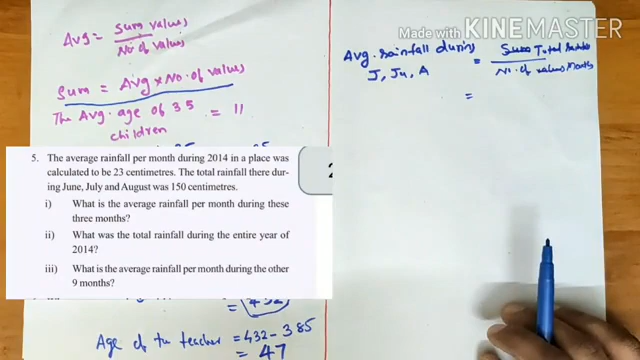 Avg = Sum values
No. of values
Sum = Avg × No. of values
The Avg. age of 35 = 11
children
5. The average rainfall per month during 2014 in a place was
calculated to be 23 centimetres. The total rainfall there dur-
ing June, July and August was 150 centimetres.
i) What is the average rainfall per month during these
three months?
ii) What was the total rainfall during the entire year of
2014?
iii) What is the average rainfall per month during the other
9 months?
= 432
Age of the teacher = 432 - 385
= 47
Made with KINEMASTER
Avg. rainfall during = Total
J, Ju, A No. of Month
=